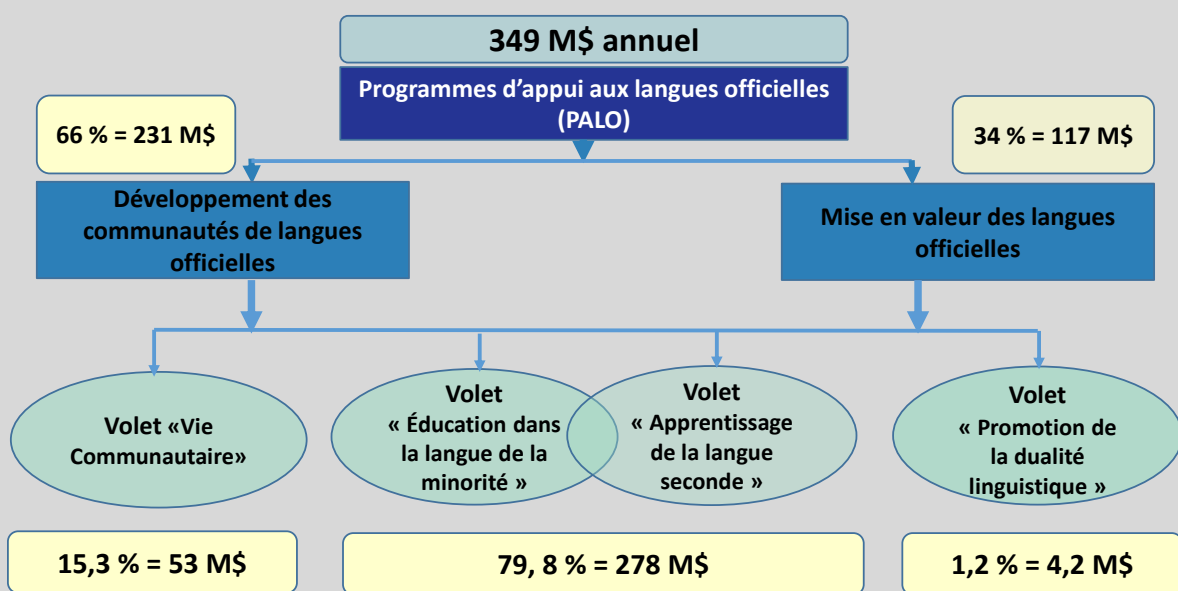 349 M$ annuel
Programmes d'appui aux langues officielles
(PALO)
66 % = 231 M$
34 % = 117 M$
Développement des
communautés de langues
officielles
Mise en valeur des langues
officielles
Volet «Vie
Communautaire»
Volet
« Éducation dans
la langue de la
minorité »
Volet
« Apprentissage
de la langue
seconde »
Volet
« Promotion de
la dualité
linguistique »
15,3 % = 53 M$
79, 8 % = 278 M$
1,2 % = 4,2 M$